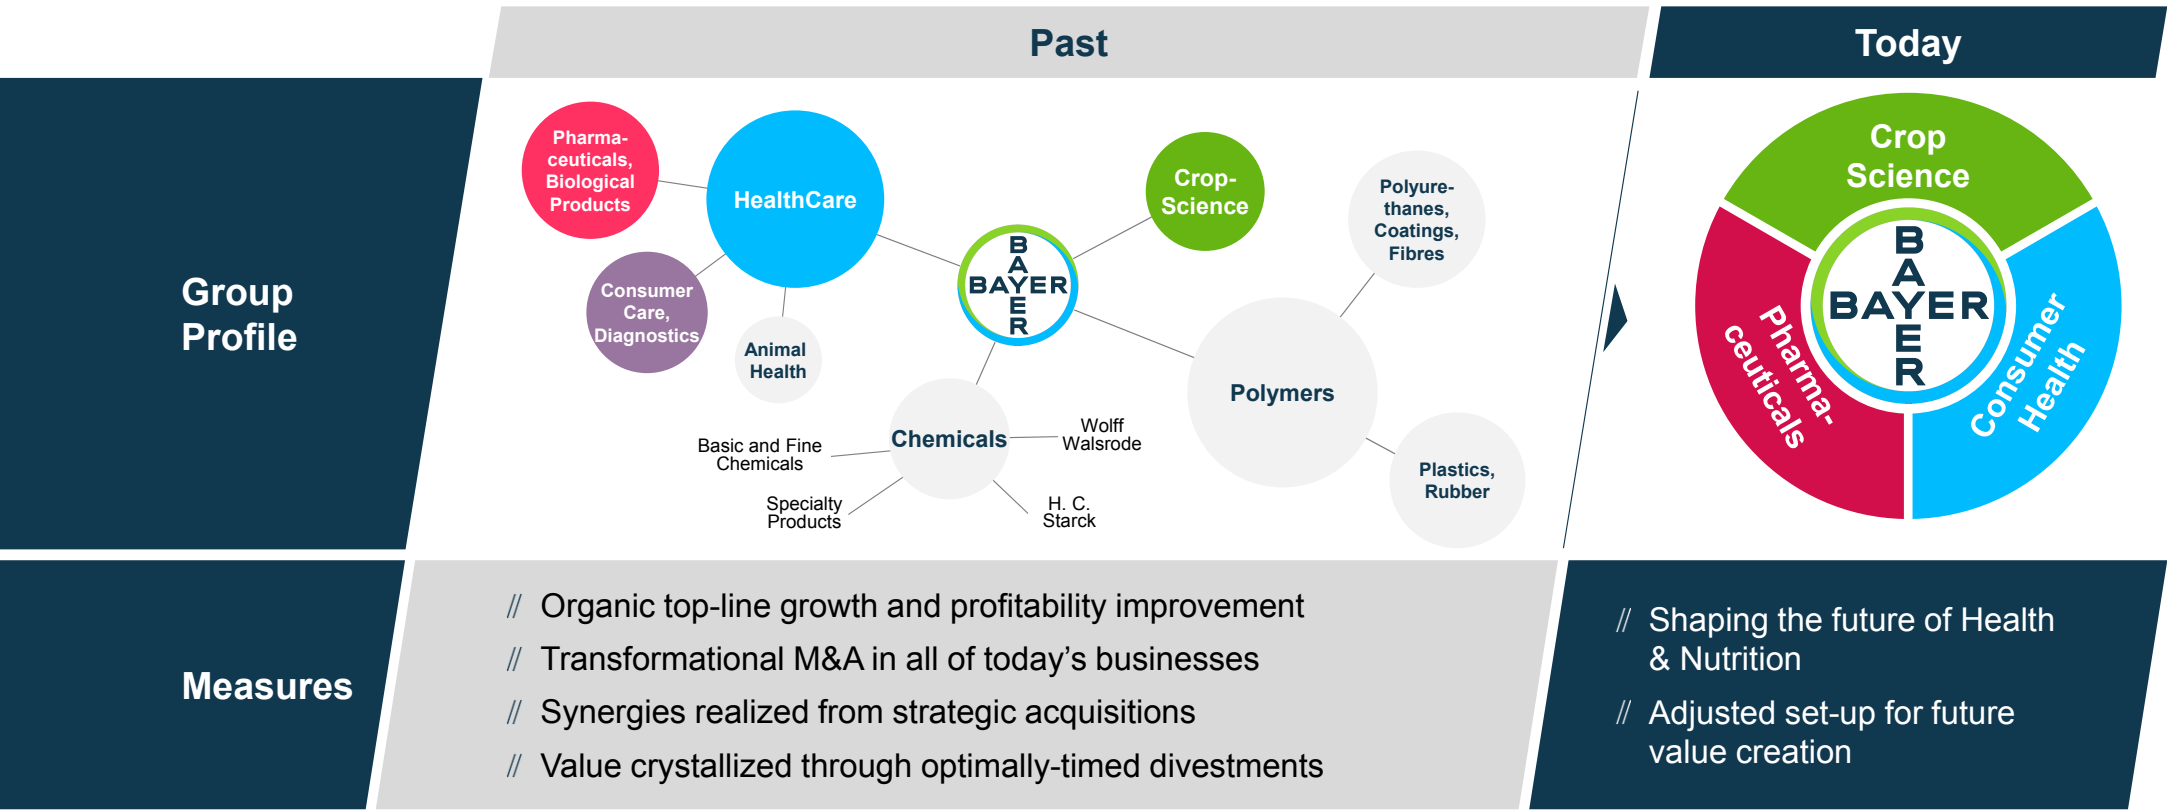 Past
Today
Group
Profile
Pharma-
ceuticals,
Biological
Products
HealthCare
Consumer
Care,
Diagnostics
Animal
Health
BAYER
BAYER
Crop-
Science
Polyure-
thanes,
Coatings,
Fibres
Polymers
Plastics,
Rubber
Chemicals
Basic and Fine
Chemicals
Specialty
Products
Wolff
Walsrode
H. C.
Starck
Crop
Science
Pharma-
ceuticals
BAYER
BAYER
Consumer
Health
Measures
// Organic top-line growth and profitability improvement
// Transformational M&A in all of today’s businesses
// Synergies realized from strategic acquisitions
// Value crystallized through optimally-timed divestments
// Shaping the future of Health
& Nutrition
// Adjusted set-up for future
value creation